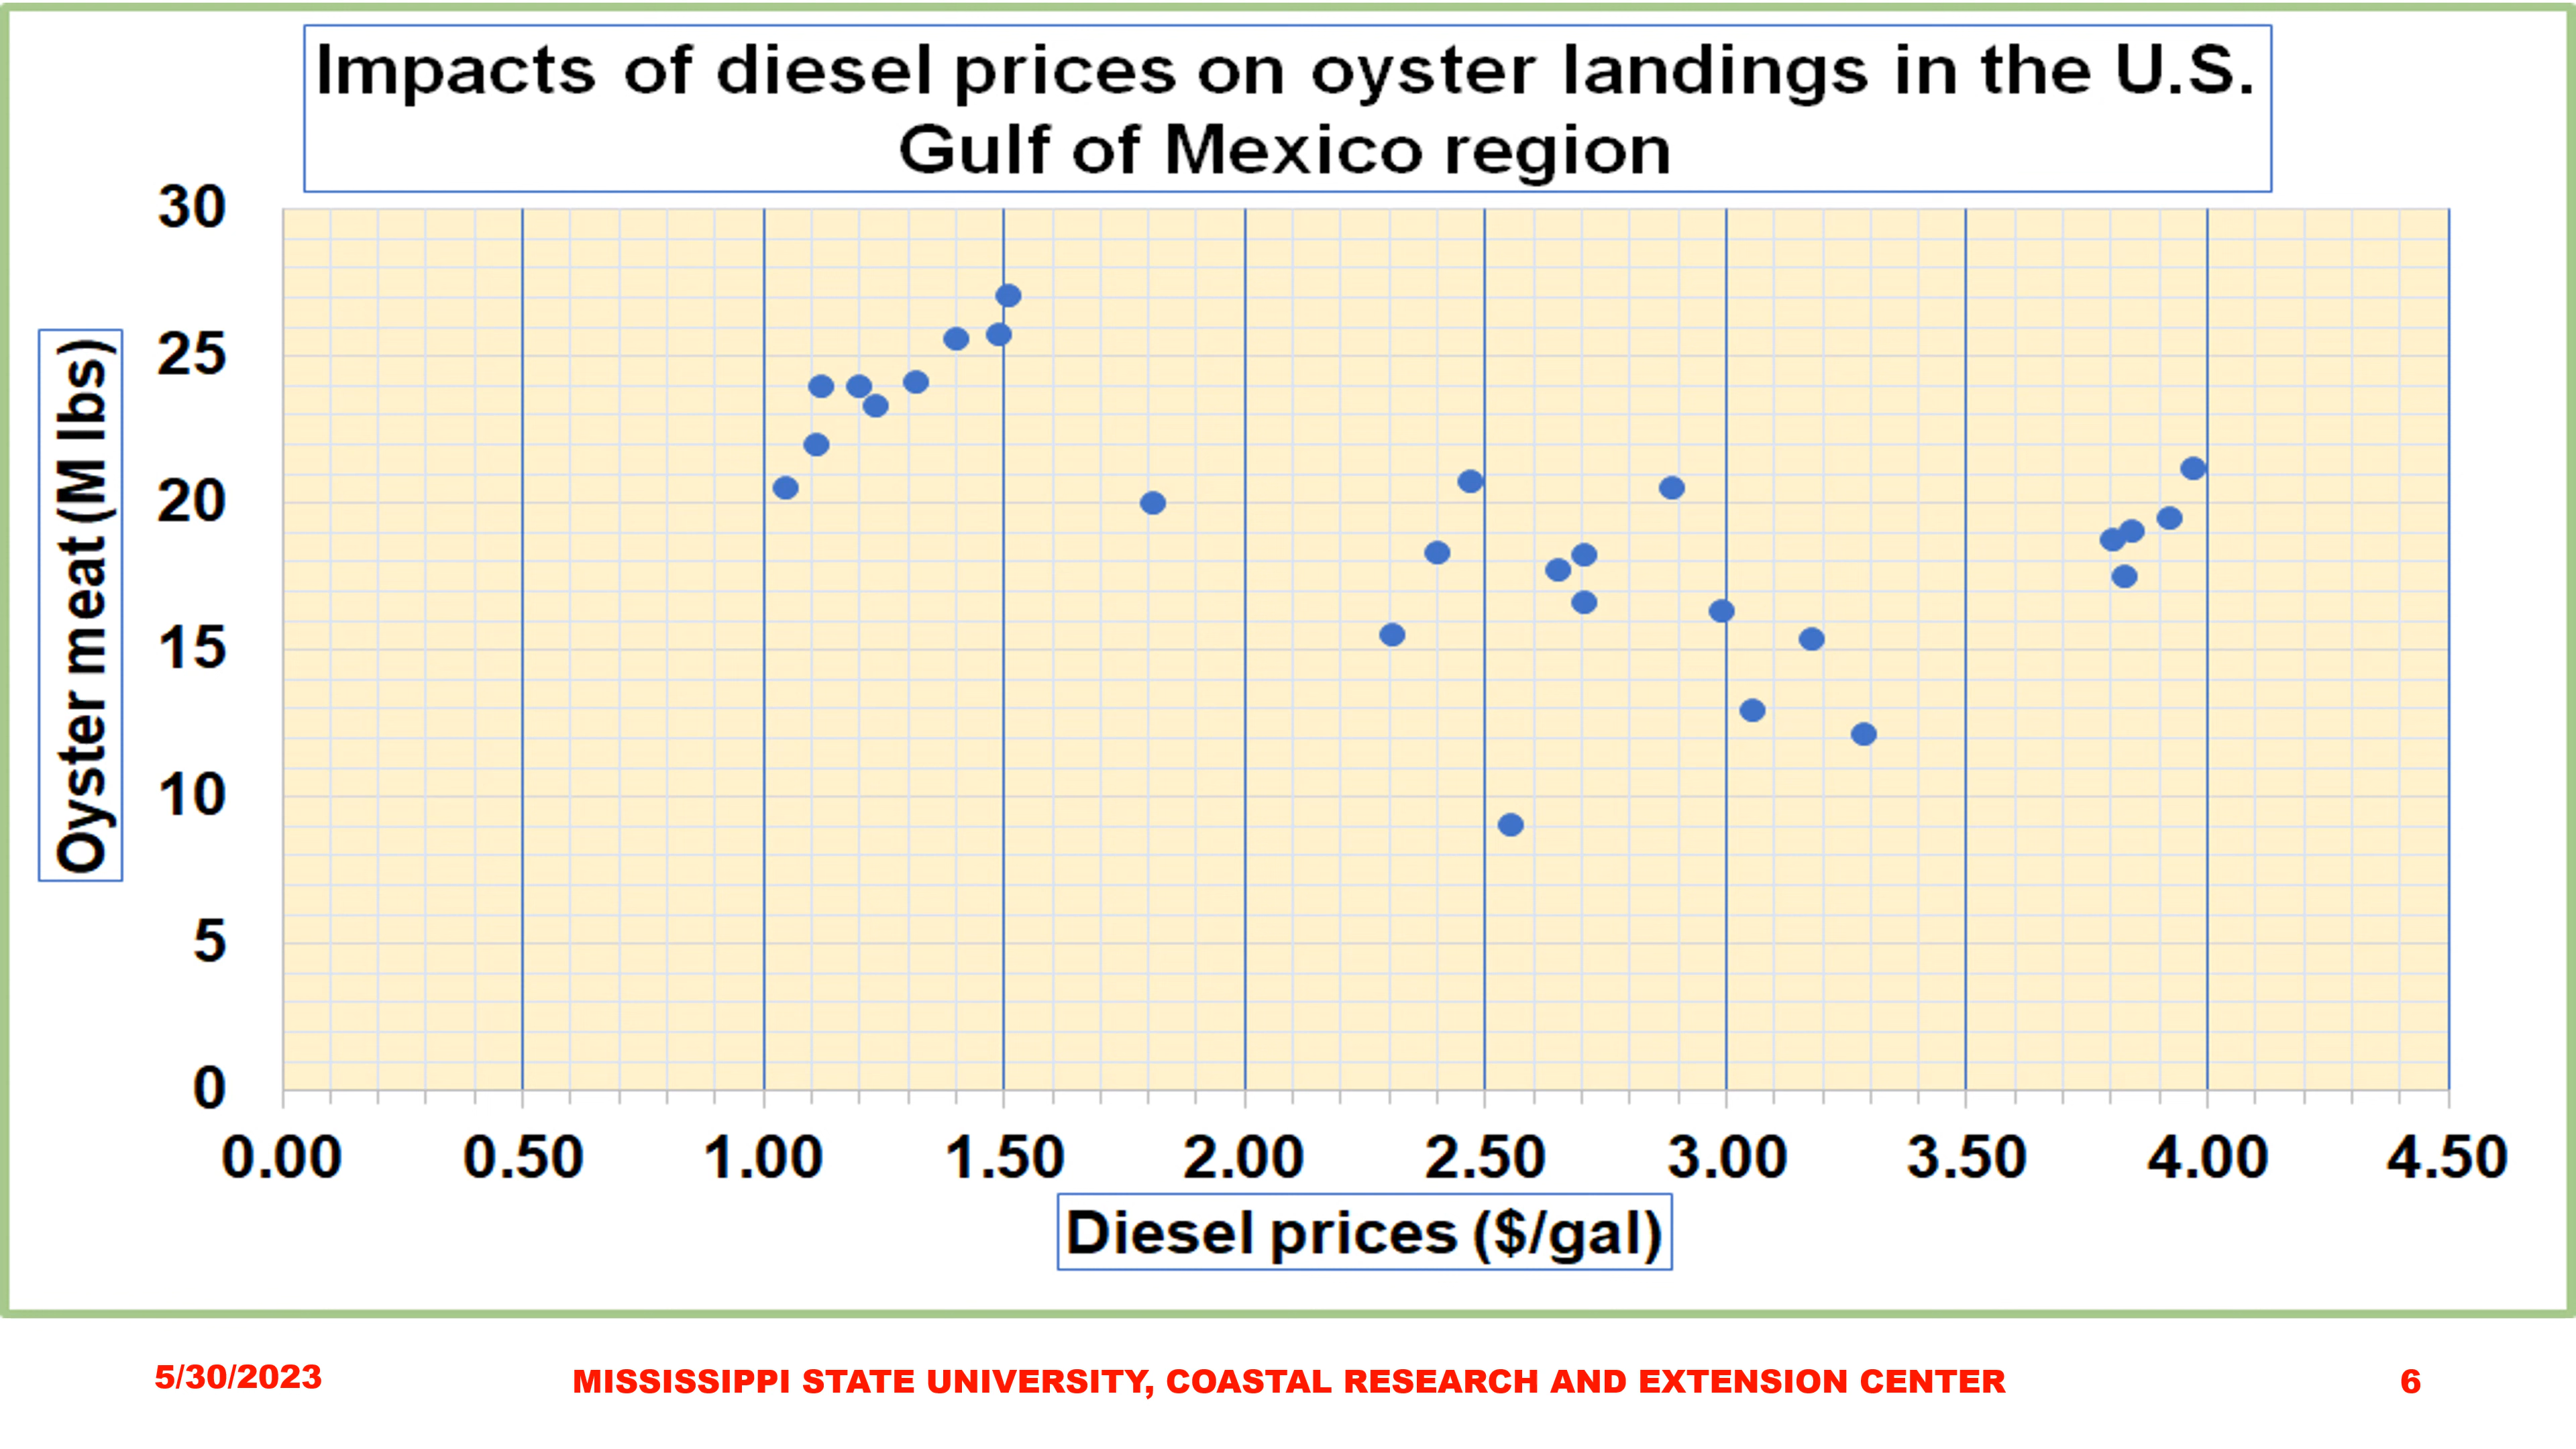 Impacts of diesel prices on oyster landings in the U.S.
Gulf of Mexico region
Oyster meat (M lbs)
30
25
20
15
10
5
0
0.00 0.50 1.00 1.50 2.00 2.50 3.00 3.50 4.00 4.50
Diesel prices ($/gal)
5/30/2023 MISSISSIPPI STATE UNIVERSITY, COASTAL RESEARCH AND EXTENSION CENTER 6